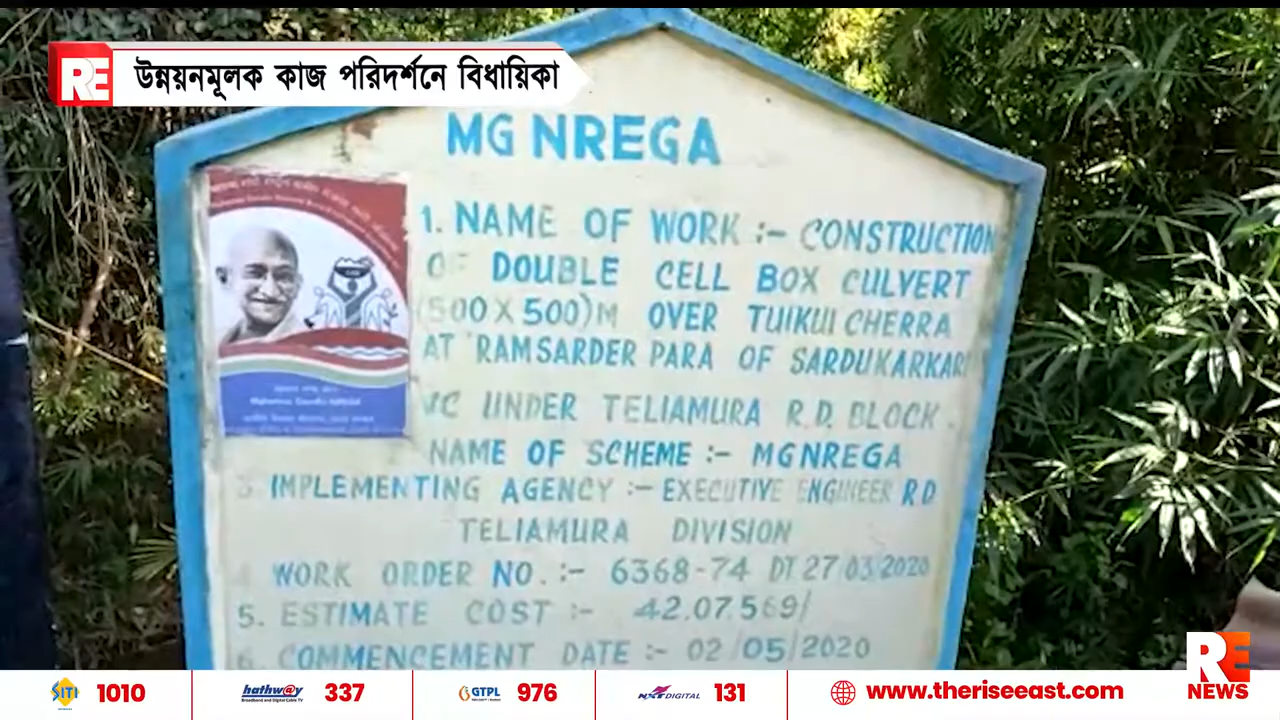 RE উন্নয়নমূলক কাজ পরিদর্শনে বিধায়িকা
MG NREGA
1. NAME OF WORK :- CONSTRUCTION
OF DOUBLE CELL BOX CULVERT
(500 X 500)M OVER TUIKUI CHERRA
AT RAMSARDER PARA OF SARDUKARKARI
VC UNDER TELIAMURA R.D. BLOCK.
NAME OF SCHEME :- MGNREGA
3. IMPLEMENTING AGENCY :- EXECUTIVE ENGINEER R.D
TELIAMURA DIVISION
4. WORK ORDER NO. :- 6368-74 DT 27/03/2020
5. ESTIMATE COST :- 42.07.569/
6. COMMENCEMENT DATE :- 02/05/2020
RE
NEWS
SITI 1010 hathw@y 337 GTPL 976 NXT DIGITAL 131 www.theriseeast.com